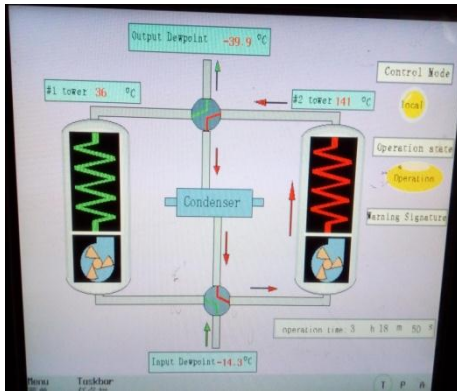 Output Dewpoint -39.9 ℃
#1 tower 36 ℃
#2 tower 141 ℃
Control Mode
local
Operation state
Operation
Condenser
Warning Signature
operation time: 3 h 18 m 50 s
Input Dewpoint -14.3 ℃
Menu
Taskbar
T P A